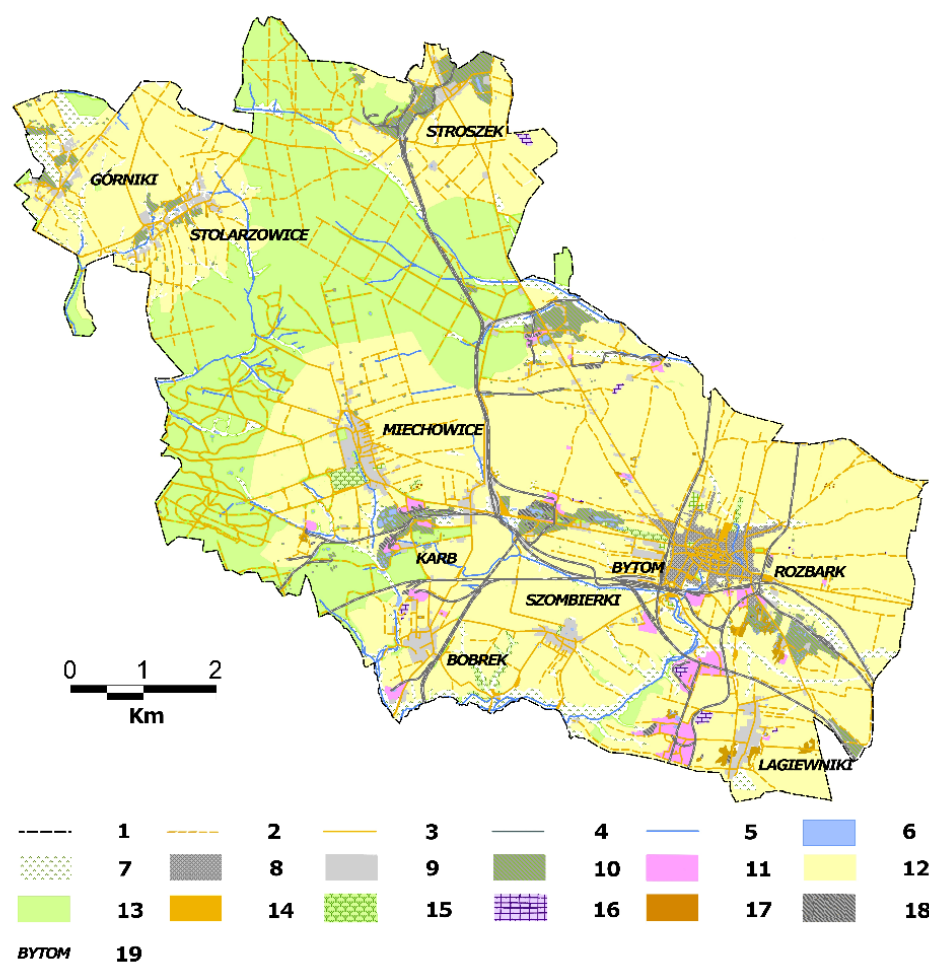 STROSZEK
GÓRNIKI
STOLARZOWICE
MIECHOWICE
KARB
BYTOM
ROZBARK
SZOMBIERKI
BOBREK
0 1 2
Km
LAGIEWNIKI
1 2 3 4 5 6
7 8 9 10 11 12
13 14 15 16 17 18
BYTOM 19